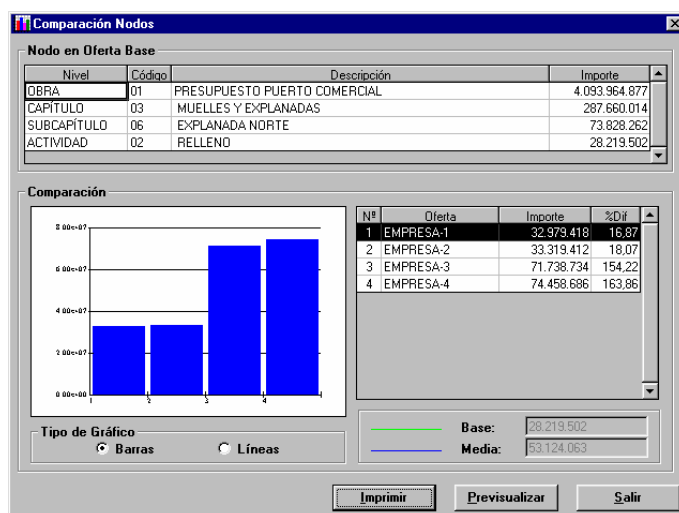 Comparación Nodos
Nodo en Oferta Base
Nivel Código Descripción Importe
OBRA 01 PRESUPUESTO PUERTO COMERCIAL 4.093.964.877
CAPÍTULO 03 MUELLES Y EXPLANADAS 287.660.014
SUBCAPÍTULO 06 EXPLANADA NORTE 73.828.262
ACTIVIDAD 02 RELLENO 28.219.502
Comparación
8 00e+07
6 00e+07
4 00e+07
2 00e+07
0 00e+00
1 2 3 4
Nº Oferta Importe %Dif
1 EMPRESA-1 32.979.418 16,87
2 EMPRESA-2 33.319.412 18,07
3 EMPRESA-3 71.738.734 154,22
4 EMPRESA-4 74.458.686 163,86
Tipo de Gráfico
Barras Líneas
Base: 28.219.502
Media: 53.124.063
Imprimir Previsualizar Salir